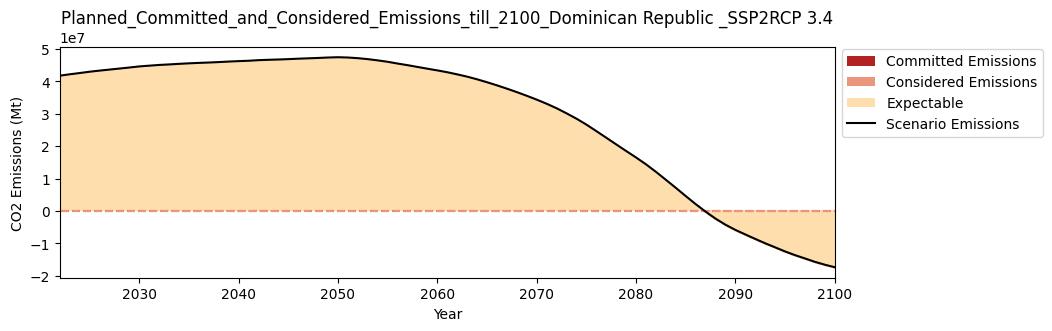 Planned_Committed_and_Considered_Emissions_till_2100_Dominican Republic _SSP2RCP 3.4
1e7
5
4
3
2
1
0
−1
−2
CO2 Emissions (Mt)
2030 2040 2050 2060 2070 2080 2090 2100
Year
Committed Emissions
Considered Emissions
Expectable
Scenario Emissions